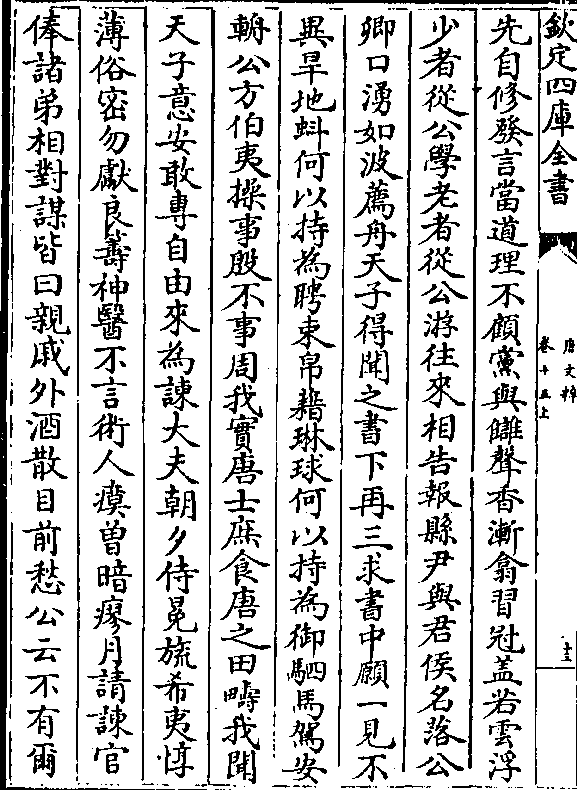 欽定四庫全書
唐文粹
卷十五上
十三
先自修發言當道理不顧黨與讎聲香漸翕習冠蓋若雲浮
少者從公學老者從公游往來相告報縣尹與君侯名落公
卿口湧如波薦舟天子得聞之書下再三求書中願一見不
異旱地蚪何以持為聘束帛藉琳球何以持為御駟馬駕安
輈公方伯夷操事殷不事周我實唐士庶食唐之田疇我聞
天子意安敢專自由來為諫大夫朝夕侍冕旒希夷惇
薄俗密勿獻良籌神醫不言術人瘼曽暗瘳月請諫官
俸諸弟相對謀皆曰親戚外酒散目前愁公云不有爾